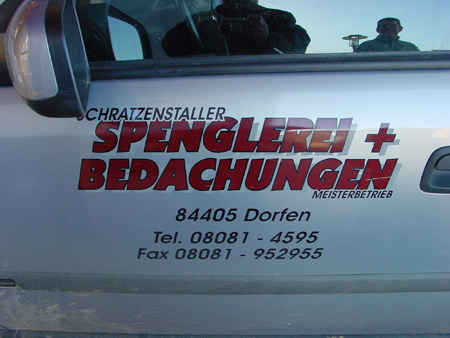 SCHRATZENSTALLER
SPENGLEREI +
BEDACHUNGEN
MEISTERBETRIEB
84405 Dorfen
Tel. 08081 - 4595
Fax 08081 - 952955